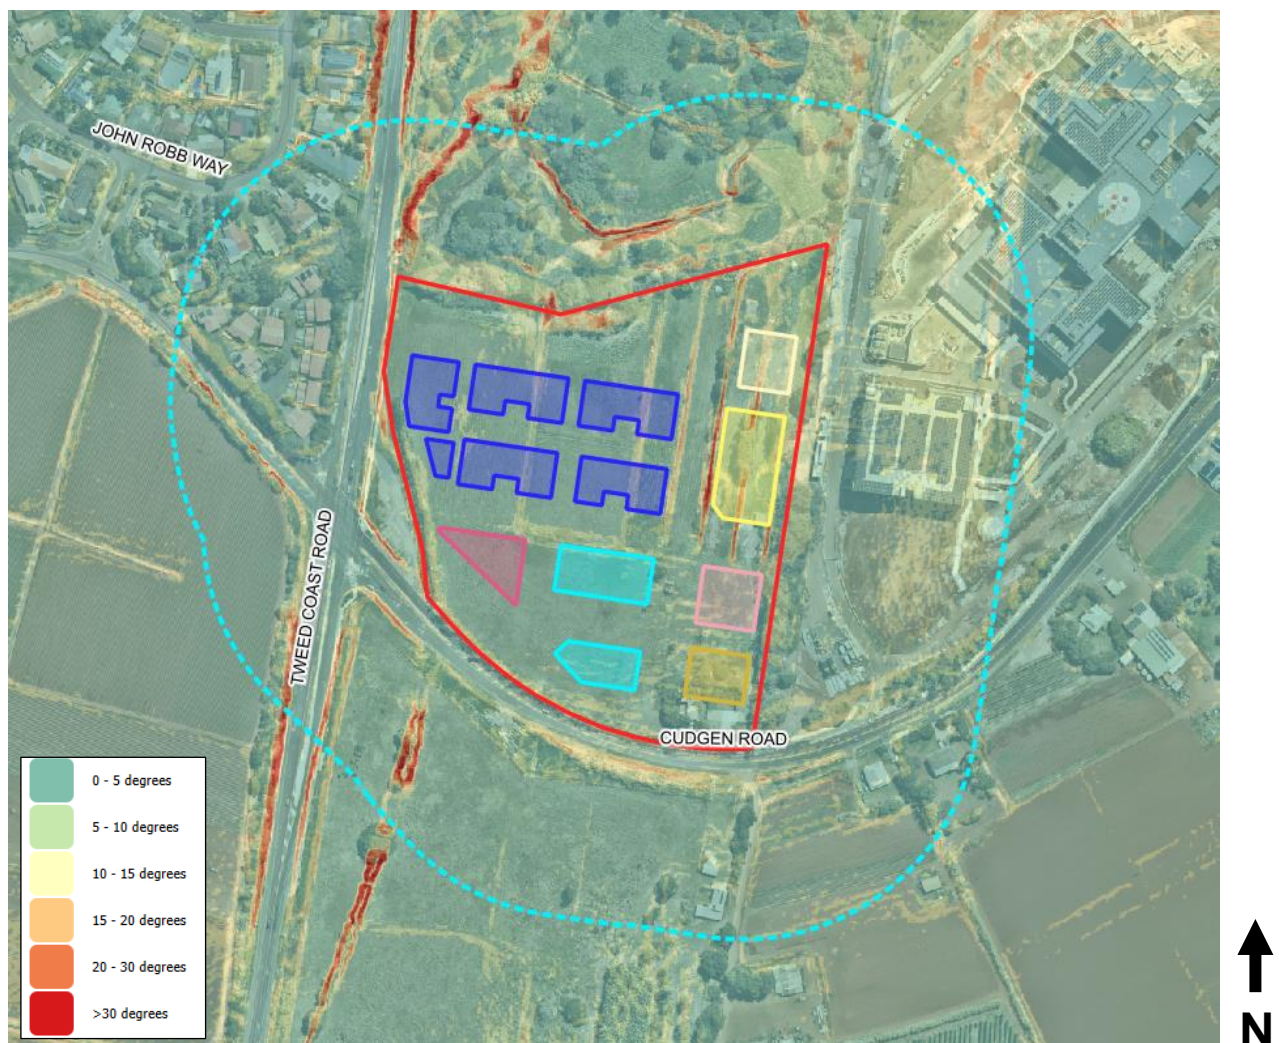 JOHN ROBB WAY
TWEED COAST ROAD
CUDGEN ROAD
0 - 5 degrees
5 - 10 degrees
10 - 15 degrees
15 - 20 degrees
20 - 30 degrees
>30 degrees
N